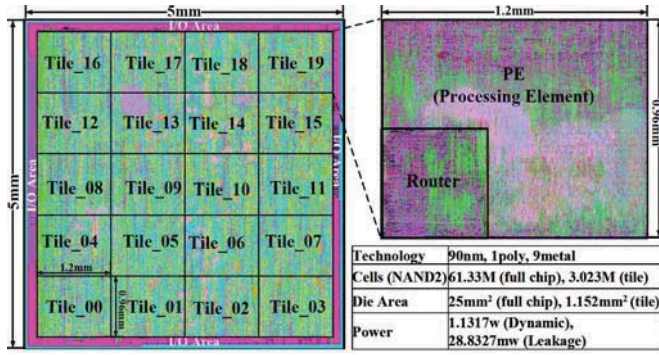 5mm
I/O Area
5mm
I/O Area
I/O Area
Tile_16 Tile_17 Tile_18 Tile_19
Tile_12 Tile_13 Tile_14 Tile_15
Tile_08 Tile_09 Tile_10 Tile_11
Tile_04 Tile_05 Tile_06 Tile_07
1.2mm
0.96mm
Tile_00 Tile_01 Tile_02 Tile_03
I/O Area
1.2mm
0.96mm
PE
(Processing Element)
Router
Technology 90nm, 1poly, 9metal
Cells (NAND2) 61.33M (full chip), 3.023M (tile)
Die Area 25mm² (full chip), 1.152mm² (tile)
Power 1.1317w (Dynamic),
28.8327mw (Leakage)